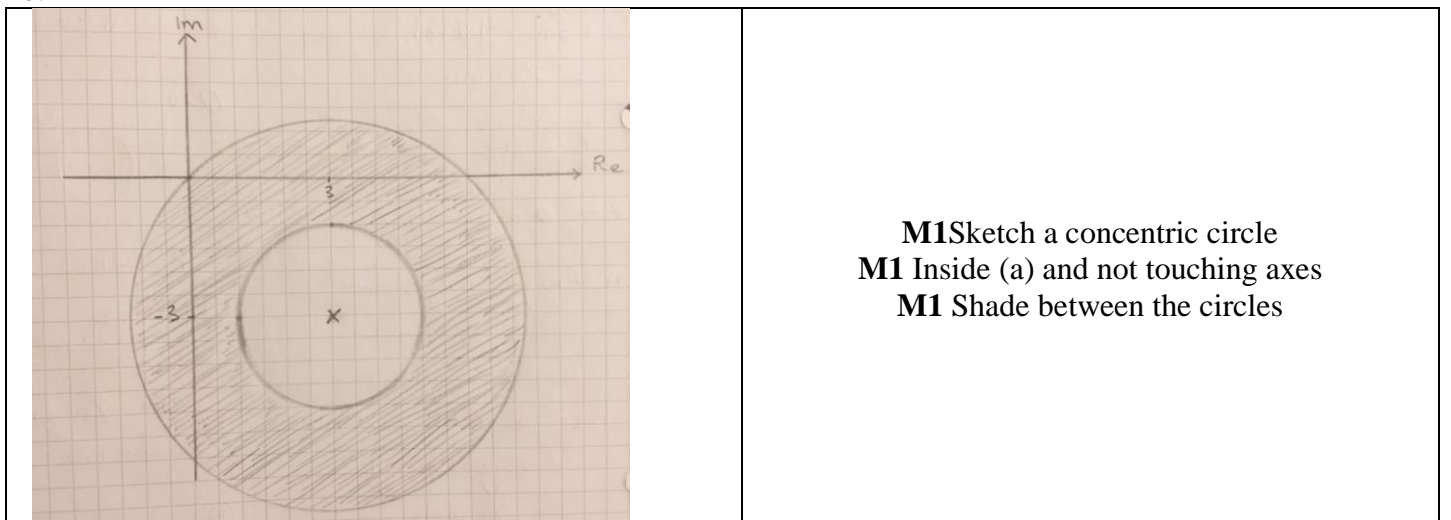 Im
Re
3
-3
M1Sketch a concentric circle
M1 Inside (a) and not touching axes
M1 Shade between the circles